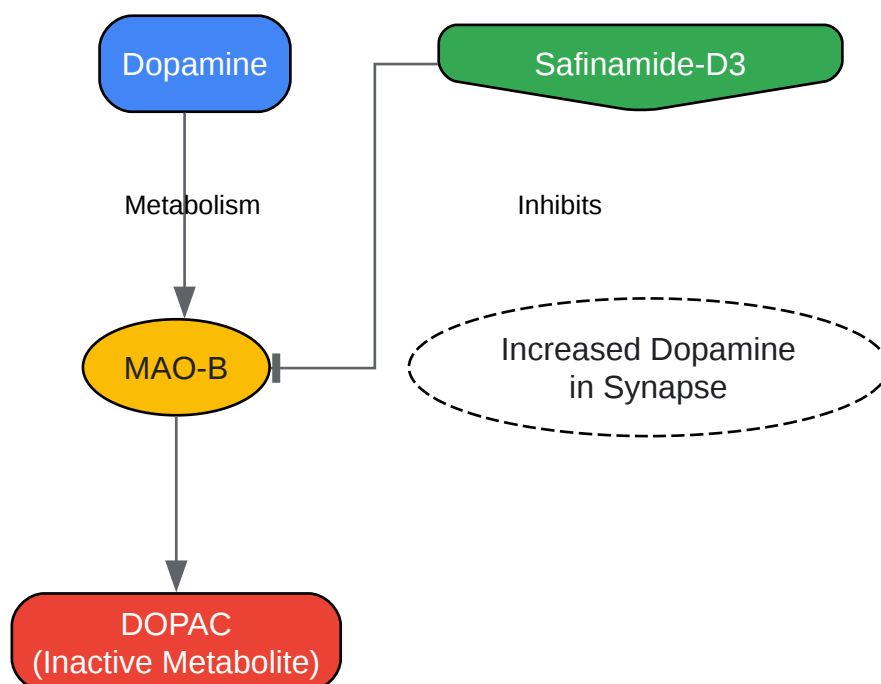 Dopamine
Safinamide-D3
Metabolism
Inhibits
MAO-B
Increased Dopamine
in Synapse
DOPAC
(Inactive Metabolite)